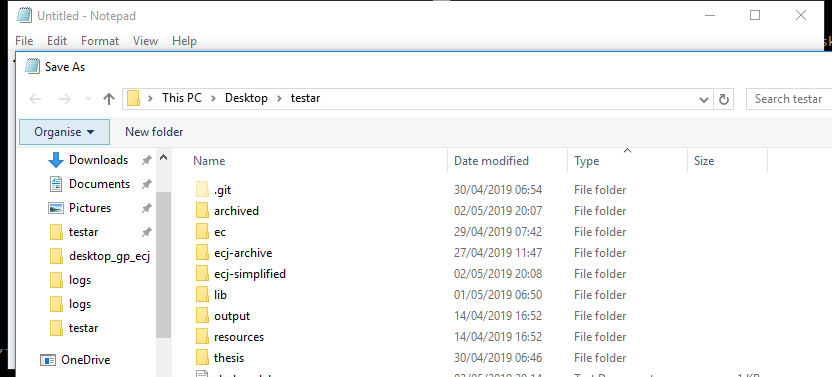 Untitled - Notepad
File Edit Format View Help
Save As
This PC > Desktop > testar
Search testar
Organise New folder
Downloads
Documents
Pictures
testar
desktop_gp_ecj
logs
logs
testar
OneDrive
Name Date modified Type Size
.git 30/04/2019 06:54 File folder
archived 02/05/2019 20:07 File folder
ec 29/04/2019 07:42 File folder
ecj-archive 27/04/2019 11:47 File folder
ecj-simplified 02/05/2019 20:08 File folder
lib 01/05/2019 06:50 File folder
output 14/04/2019 16:52 File folder
resources 14/04/2019 16:52 File folder
thesis 30/04/2019 06:46 File folder